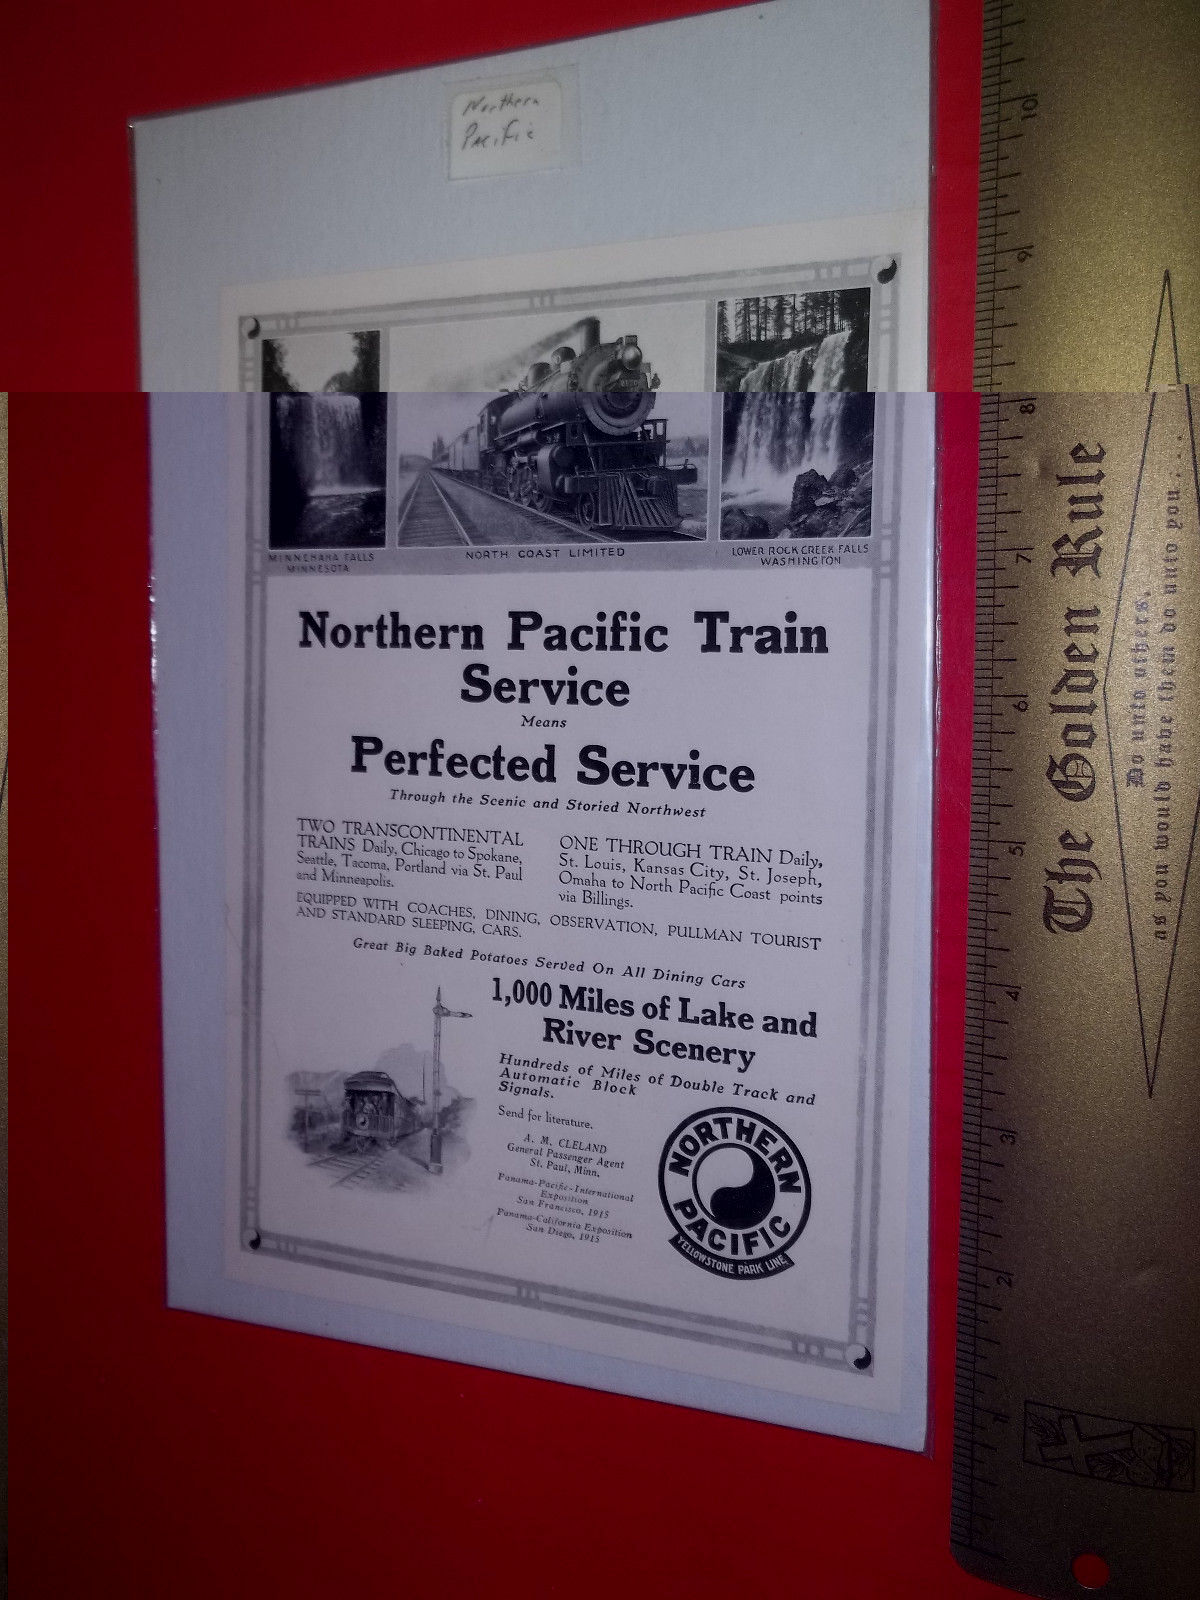 Northern
Pacific
MINNEHAHA FALLS
MINNESOTA
NORTH COAST LIMITED
LOWER ROCK CREEK FALLS
WASHINGTON
Northern Pacific Train
Service
Means
Perfected Service
Through the Scenic and Storied Northwest
TWO TRANSCONTINENTAL
TRAINS Daily, Chicago to Spokane,
Seattle, Tacoma, Portland via St. Paul
and Minneapolis.
ONE THROUGH TRAIN Daily,
St. Louis, Kansas City, St. Joseph,
Omaha to North Pacific Coast points
via Billings.
EQUIPPED WITH COACHES, DINING, OBSERVATION, PULLMAN TOURIST
AND STANDARD SLEEPING, CARS.
Great Big Baked Potatoes Served On All Dining Cars
1,000 Miles of Lake and
River Scenery
Hundreds of Miles of Double Track and
Automatic Block
Signals.
Send for literature.
A. M. CLELAND
General Passenger Agent
St. Paul, Minn.
Panama-Pacific-International
Exposition
San Francisco, 1915
Panama-California Exposition
San Diego, 1915
NORTHERN
PACIFIC
YELLOWSTONE PARK LINE
The Golden Rule
Do unto others,
as you would have them do unto you....
10
9
8
7
6
5
4
3
2
1